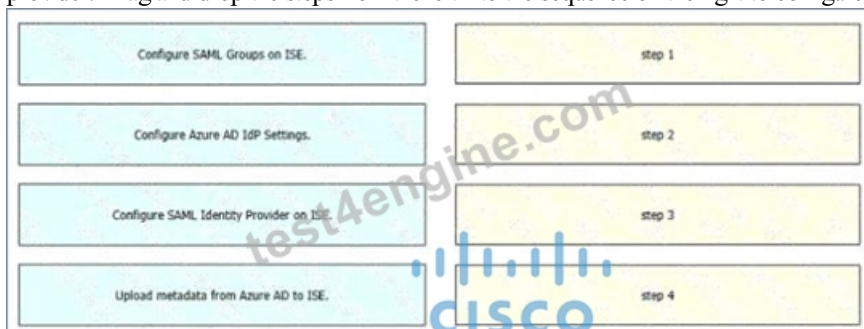 Configure SAML Groups on ISE.
step 1
Configure Azure AD IdP Settings.
step 2
Configure SAML Identity Provider on ISE.
step 3
Upload metadata from Azure AD to ISE.
step 4
test4engine.com
CISCO